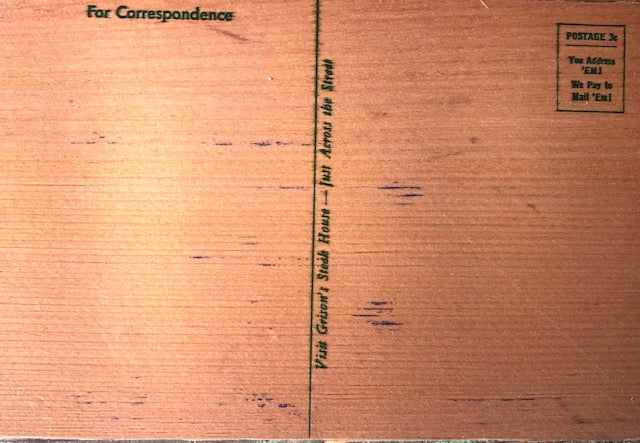 For Correspondence
POSTAGE 3c
You Address
'EM!
We Pay to
Mail 'Em!
Visit Grison's Steak House — Just Across the Street